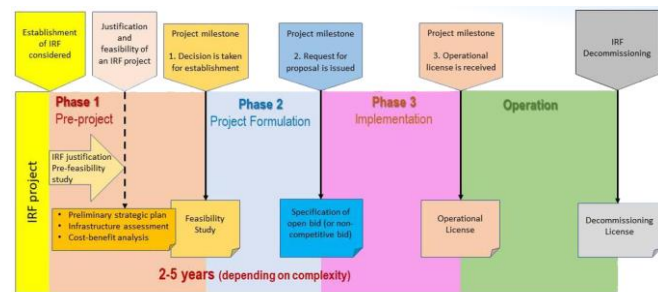 Establishment
of IRF
considered
Justification
and
feasibility of
an IRF project
Project milestone
1. Decision is taken
for establishment
Project milestone
2. Request for
proposal is issued
Project milestone
3. Operational
license is received
IRF
Decommissioning
Phase 1
Pre-project
Phase 2
Project Formulation
Phase 3
Implementation
Operation
IRF project
IRF justification
Pre-feasibility
study
• Preliminary strategic plan
• Infrastructure assessment
• Cost-benefit analysis
Feasibility
Study
Specification of
open bid (or non-
competitive bid)
Operational
License
Decommissioning
License
2-5 years (depending on complexity)